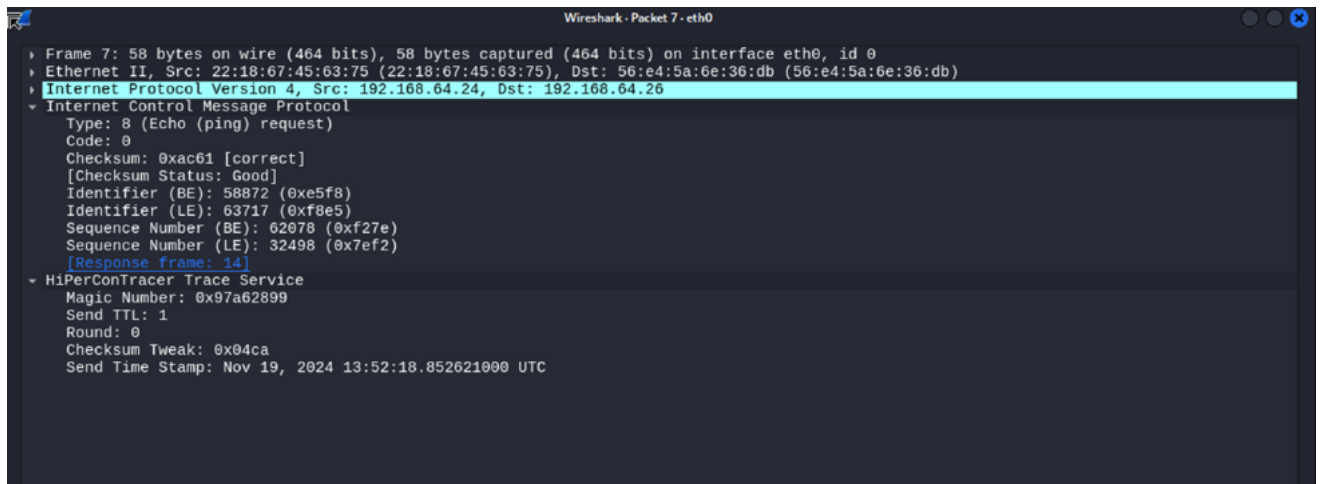 Wireshark · Packet 7 · eth0
Frame 7: 58 bytes on wire (464 bits), 58 bytes captured (464 bits) on interface eth0, id 0
Ethernet II, Src: 22:18:67:45:63:75 (22:18:67:45:63:75), Dst: 56:e4:5a:6e:36:db (56:e4:5a:6e:36:db)
Internet Protocol Version 4, Src: 192.168.64.24, Dst: 192.168.64.26
Internet Control Message Protocol
Type: 8 (Echo (ping) request)
Code: 0
Checksum: 0xac61 [correct]
[Checksum Status: Good]
Identifier (BE): 58872 (0xe5f8)
Identifier (LE): 63717 (0xf8e5)
Sequence Number (BE): 62078 (0xf27e)
Sequence Number (LE): 32498 (0x7ef2)
[Response frame: 14]
HiPerConTracer Trace Service
Magic Number: 0x97a62899
Send TTL: 1
Round: 0
Checksum Tweak: 0x04ca
Send Time Stamp: Nov 19, 2024 13:52:18.852621000 UTC